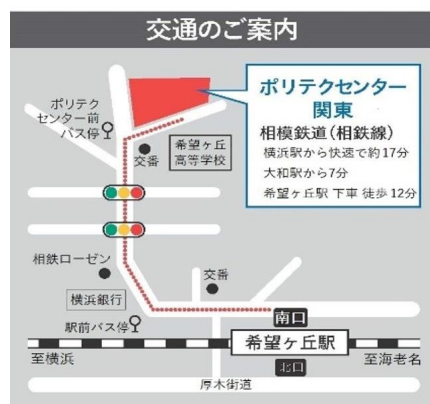 交通のご案内
ポリテクセンター
関東
相模鉄道(相鉄線)
横浜駅から快速で約17分
大和駅から7分
希望ヶ丘駅 下車 徒歩12分
ポリテク
センター前
バス停
交番
希望ヶ丘
高等学校
相鉄ローゼン
交番
横浜銀行
駅前バス停
南口
希望ヶ丘駅
至横浜
至海老名
北口
厚木街道